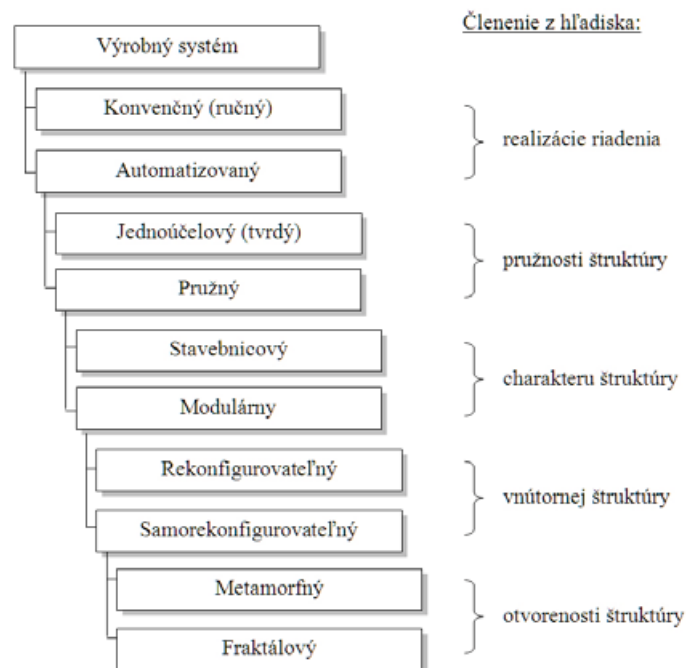 Členenie z hľadiska:
Výrobný systém
Konvenčný (ručný)
realizácie riadenia
Automatizovaný
Jednoúčelový (tvrdý)
pružnosti štruktúry
Pružný
Stavebnicový
charakteru štruktúry
Modulárny
Rekonfigurovateľný
vnútornej štruktúry
Samorekonfigurovateľný
Metamorfný
otvorenosti štruktúry
Fraktálový